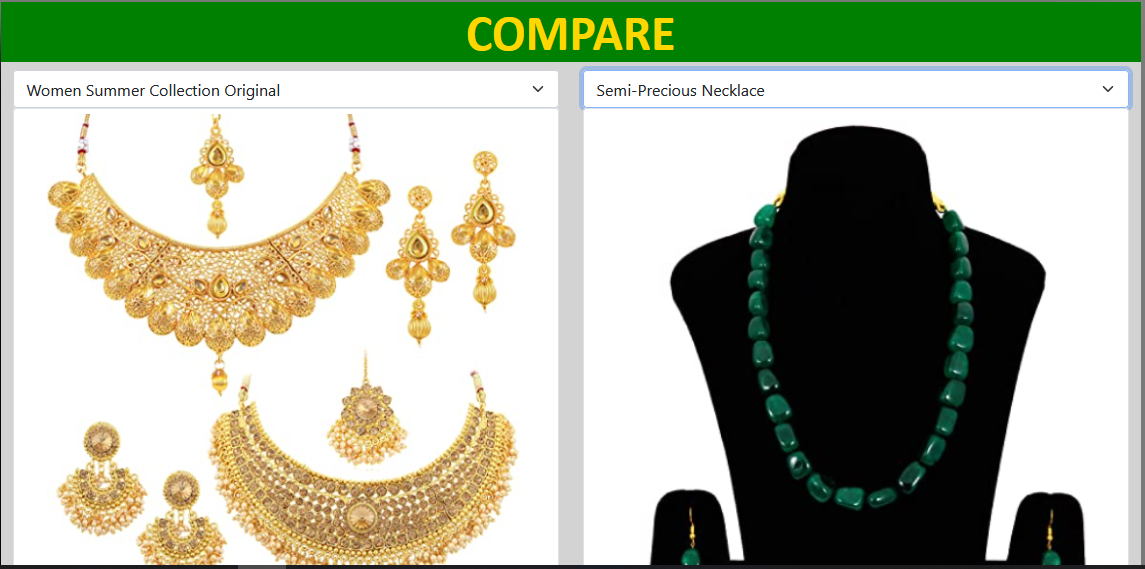 COMPARE
Women Summer Collection Original
Semi-Precious Necklace